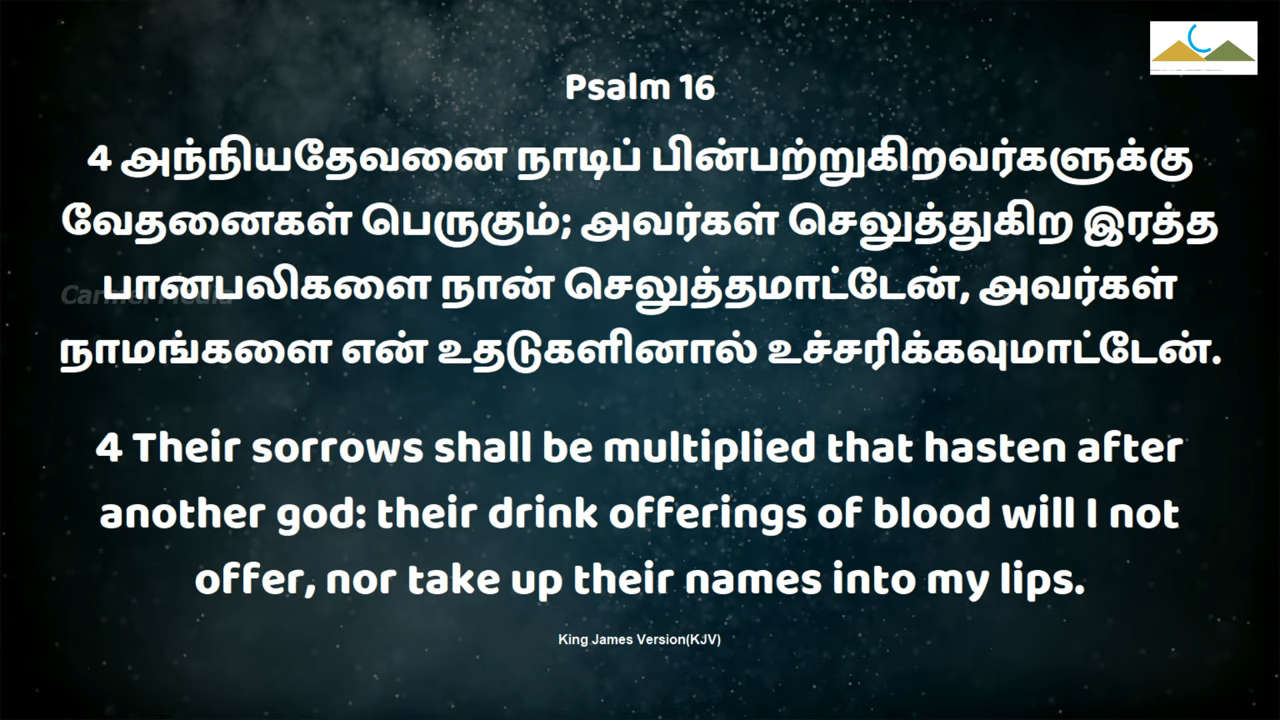 Psalm 16
4 அந்நியதேவனை நாடிப் பின்பற்றுகிறவர்களுக்கு
வேதனைகள் பெருகும்; அவர்கள் செலுத்துகிற இரத்த
பானபலிகளை நான் செலுத்தமாட்டேன், அவர்கள்
Carmel Media
நாமங்களை என் உதடுகளினால் உச்சரிக்கவுமாட்டேன்.
4 Their sorrows shall be multiplied that hasten after
another god: their drink offerings of blood will I not
offer, nor take up their names into my lips.
King James Version(KJV)